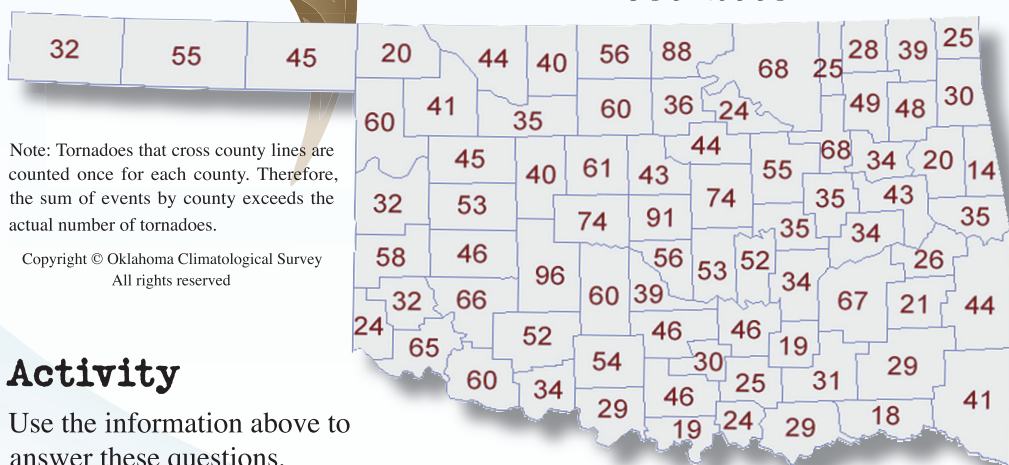 32 55 45 20 44 40 56 88 68 25 28 39 25
60 41 35 60 36 24 49 48 30
45 40 61 43 44 74 55 68 34 20 14
32 53 74 91 35 35 43 34 35
58 46 96 60 39 56 53 52 34 67 26 21 44
24 32 66 52 46 46 19 29
65 60 34 54 30 46 25 31 41
29 19 24 29 18
Note: Tornadoes that cross county lines are
counted once for each county. Therefore,
the sum of events by county exceeds the
actual number of tornadoes.
Copyright © Oklahoma Climatological Survey
All rights reserved
Activity
Use the information above to
answer these questions.